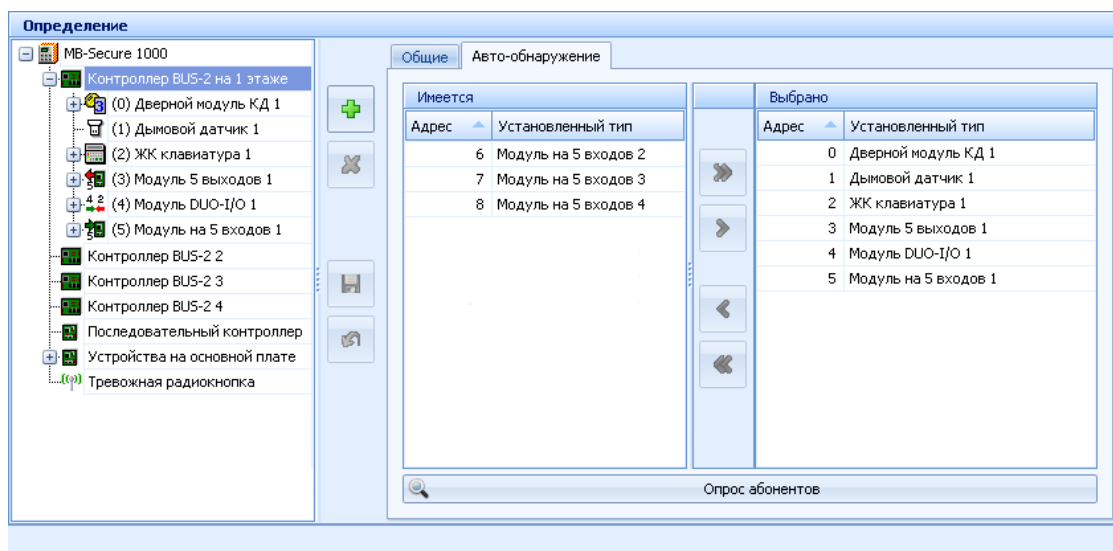 Определение
MB-Secure 1000
Контроллер BUS-2 на 1 этаже
(0) Дверной модуль КД 1
(1) Дымовой датчик 1
(2) ЖК клавиатура 1
(3) Модуль 5 выходов 1
(4) Модуль DUO-I/O 1
(5) Модуль на 5 входов 1
Контроллер BUS-2 2
Контроллер BUS-2 3
Контроллер BUS-2 4
Последовательный контроллер
Устройства на основной плате
Тревожная радиокнопка
Общие Авто-обнаружение
Имеется
Адрес Установленный тип
6 Модуль на 5 входов 2
7 Модуль на 5 входов 3
8 Модуль на 5 входов 4
Выбрано
Адрес Установленный тип
0 Дверной модуль КД 1
1 Дымовой датчик 1
2 ЖК клавиатура 1
3 Модуль 5 выходов 1
4 Модуль DUO-I/O 1
5 Модуль на 5 входов 1
Опрос абонентов